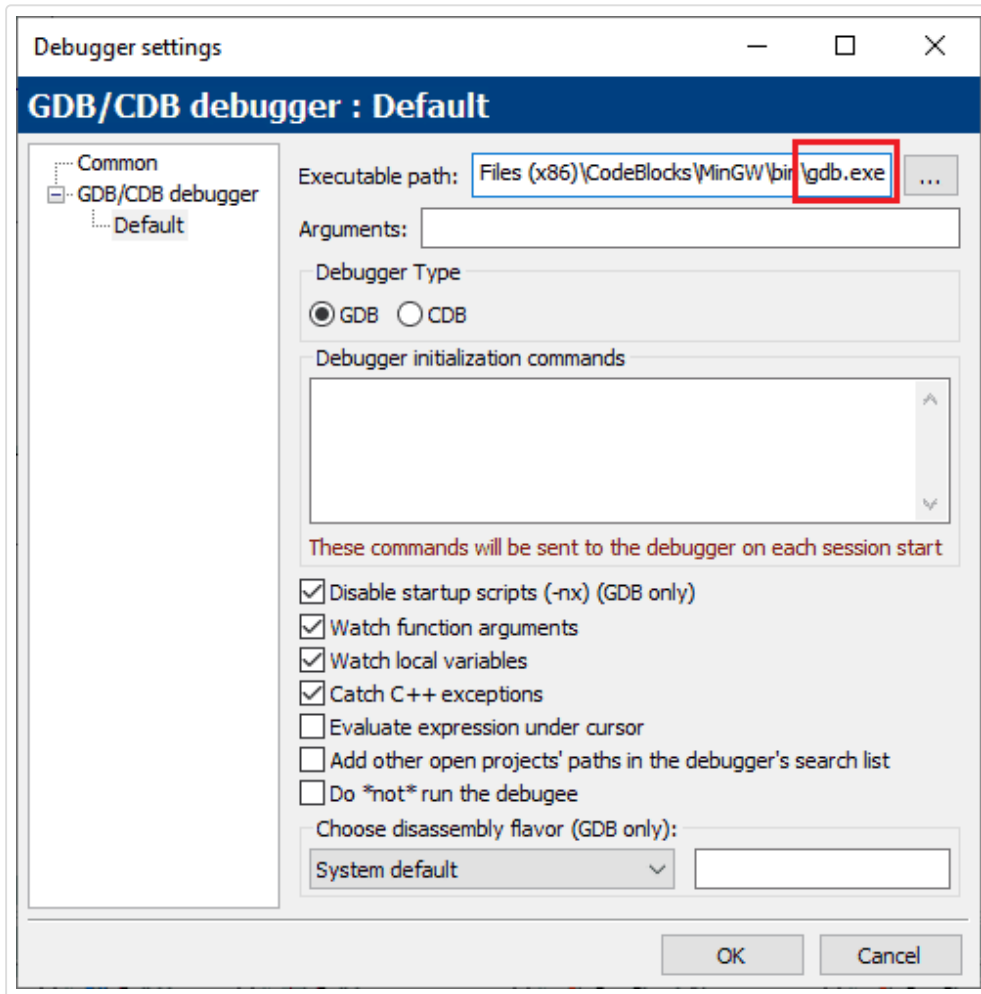 Debugger settings
GDB/CDB debugger : Default
Common
GDB/CDB debugger
Default
Executable path: Files (x86)\CodeBlocks\MinGW\bin\gdb.exe ...
Arguments:
Debugger Type
GDB CDB
Debugger initialization commands
These commands will be sent to the debugger on each session start
Disable startup scripts (-nx) (GDB only)
Watch function arguments
Watch local variables
Catch C++ exceptions
Evaluate expression under cursor
Add other open projects' paths in the debugger's search list
Do *not* run the debugee
Choose disassembly flavor (GDB only):
System default
OK Cancel